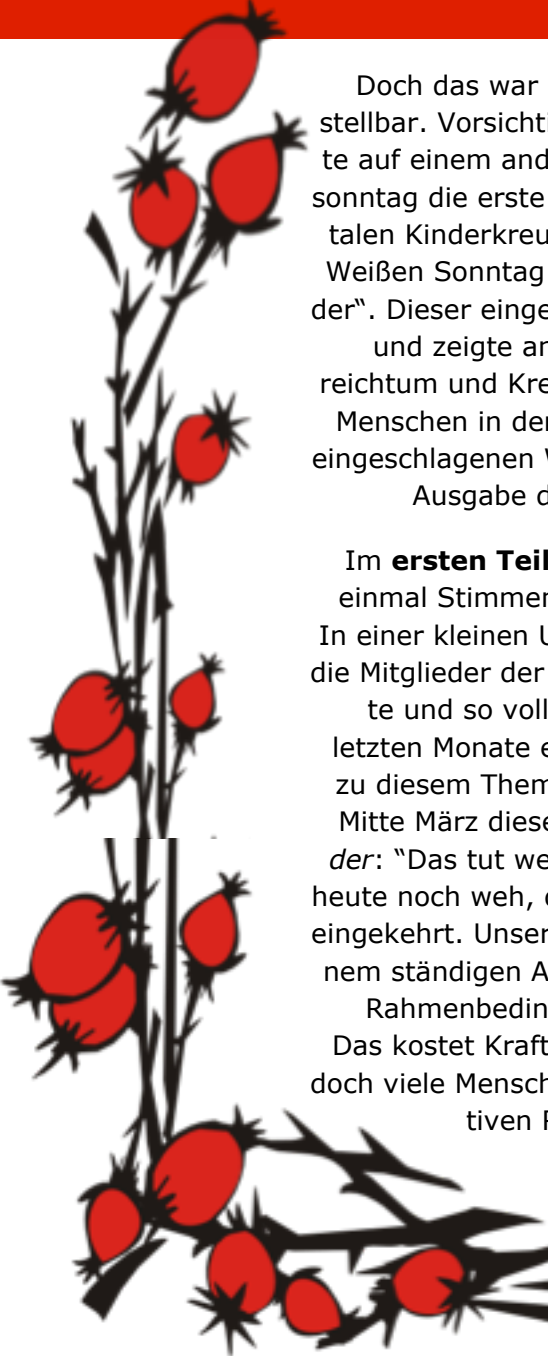 Doch das war
stellbar. Vorsichti
te auf einem and
sonntag die erste
talen Kinderkreu
Weißen Sonntag
der“. Dieser einge
und zeigte an
reichtum und Kre
Menschen in der
eingeschlagenen
Ausgabe d
Im ersten Teil
einmal Stimmen
In einer kleinen U
die Mitglieder der
te und so voll
letzten Monate e
zu diesem Them
Mitte März diese
der: “Das tut we
heute noch weh,
eingekehrt. Unser
nem ständigen A
Rahmenbedin
Das kostet Kraft
doch viele Mensch
tiven